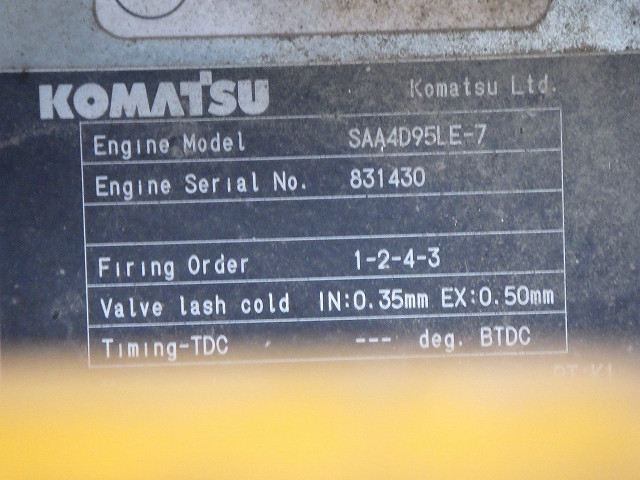 KOMATSU
Komatsu Ltd.
Engine Model SAA4D95LE-7
Engine Serial No. 831430
Firing Order 1-2-4-3
Valve lash cold IN:0.35mm EX:0.50mm
Timing-TDC --- deg. BTDC